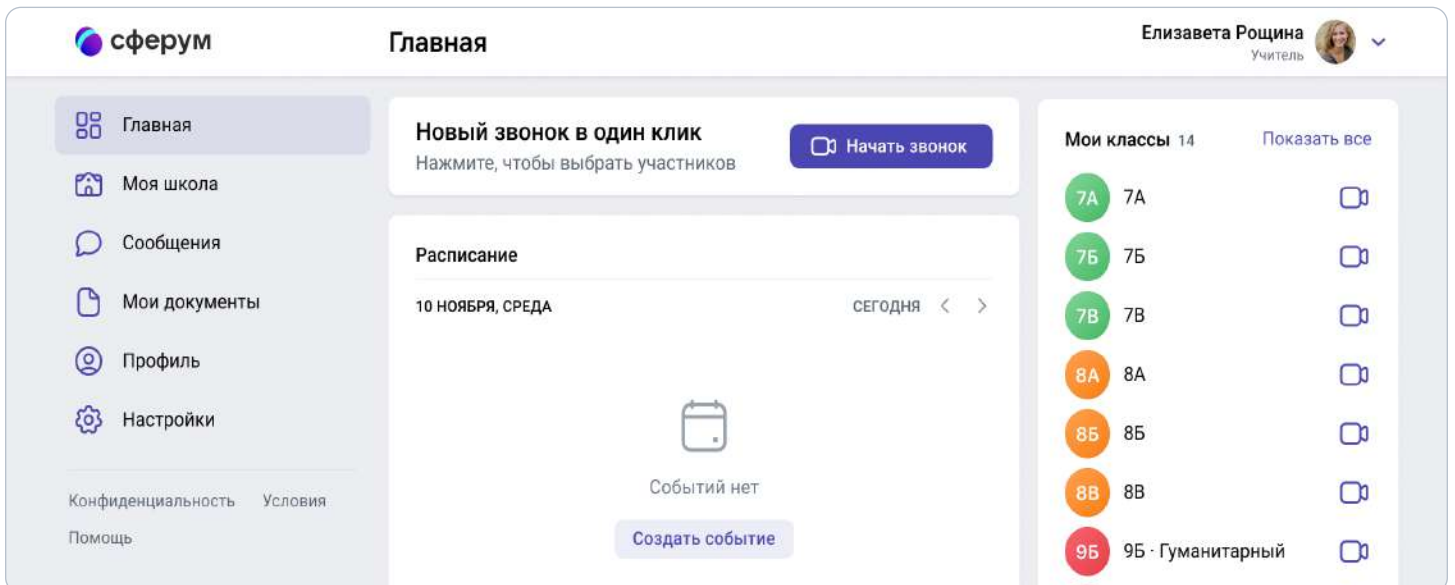 сферум
Главная
Елизавета Рощина
Учитель
Главная
Моя школа
Сообщения
Мои документы
Профиль
Настройки
Конфиденциальность Условия
Помощь
Новый звонок в один клик
Нажмите, чтобы выбрать участников
Начать звонок
Расписание
10 НОЯБРЯ, СРЕДА СЕГОДНЯ
Событий нет
Создать событие
Мои классы 14 Показать все
7А 7А
7Б 7Б
7В 7В
8А 8А
8Б 8Б
8В 8В
9Б 9Б · Гуманитарный